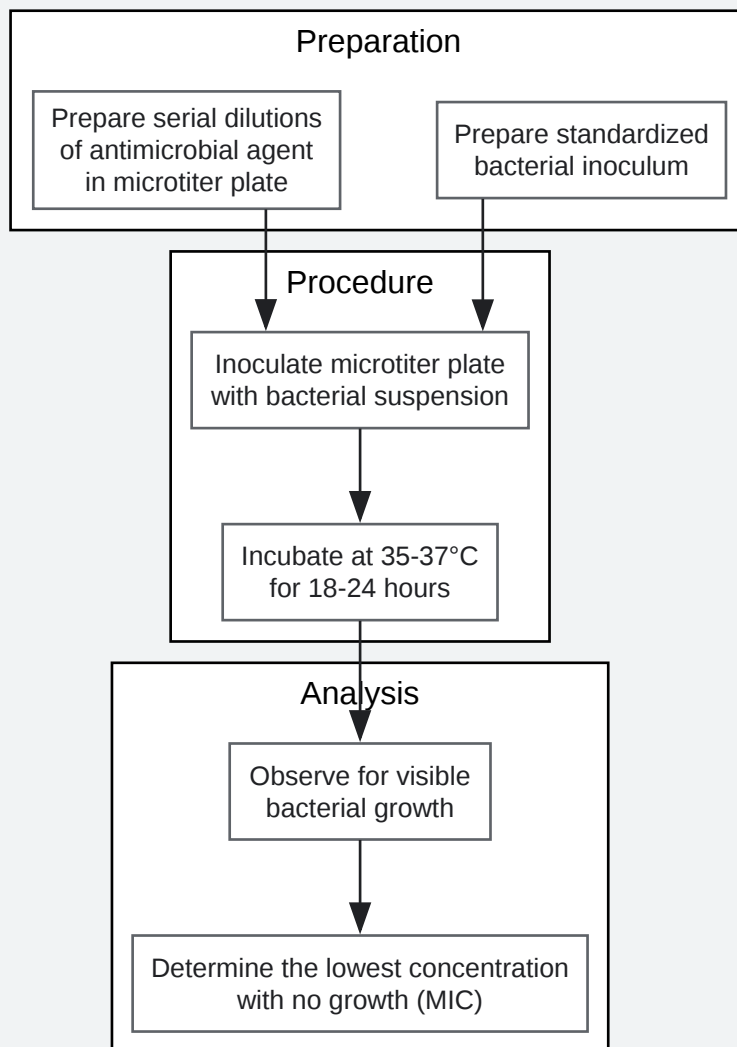 Preparation
Prepare serial dilutions
of antimicrobial agent
in microtiter plate
Prepare standardized
bacterial inoculum
Procedure
Inoculate microtiter plate
with bacterial suspension
Incubate at 35-37°C
for 18-24 hours
Analysis
Observe for visible
bacterial growth
Determine the lowest concentration
with no growth (MIC)